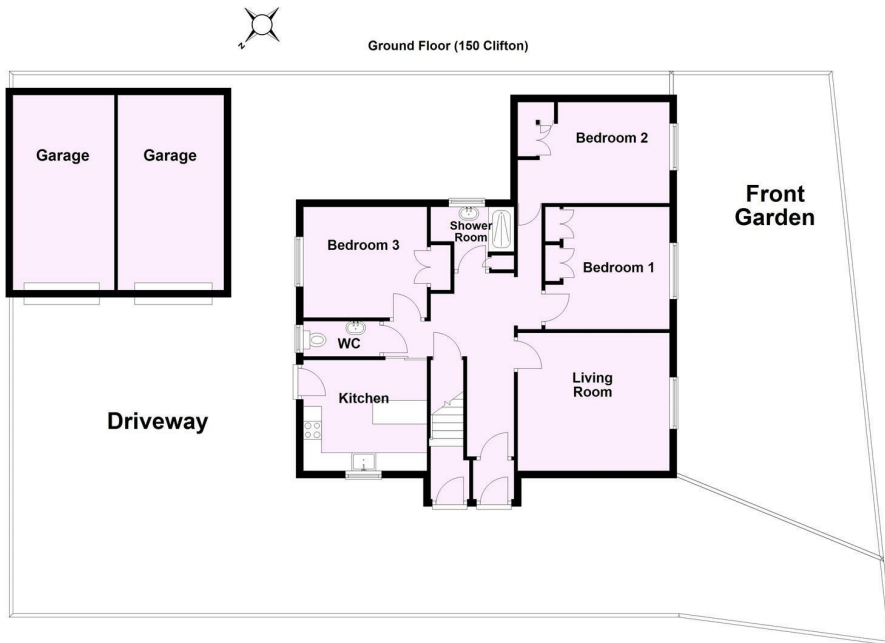 Ground Floor (150 Clifton)
N
Garage
Garage
Bedroom 2
Front
Garden
Shower
Room
Bedroom 3
Bedroom 1
WC
Living
Room
Kitchen
Driveway